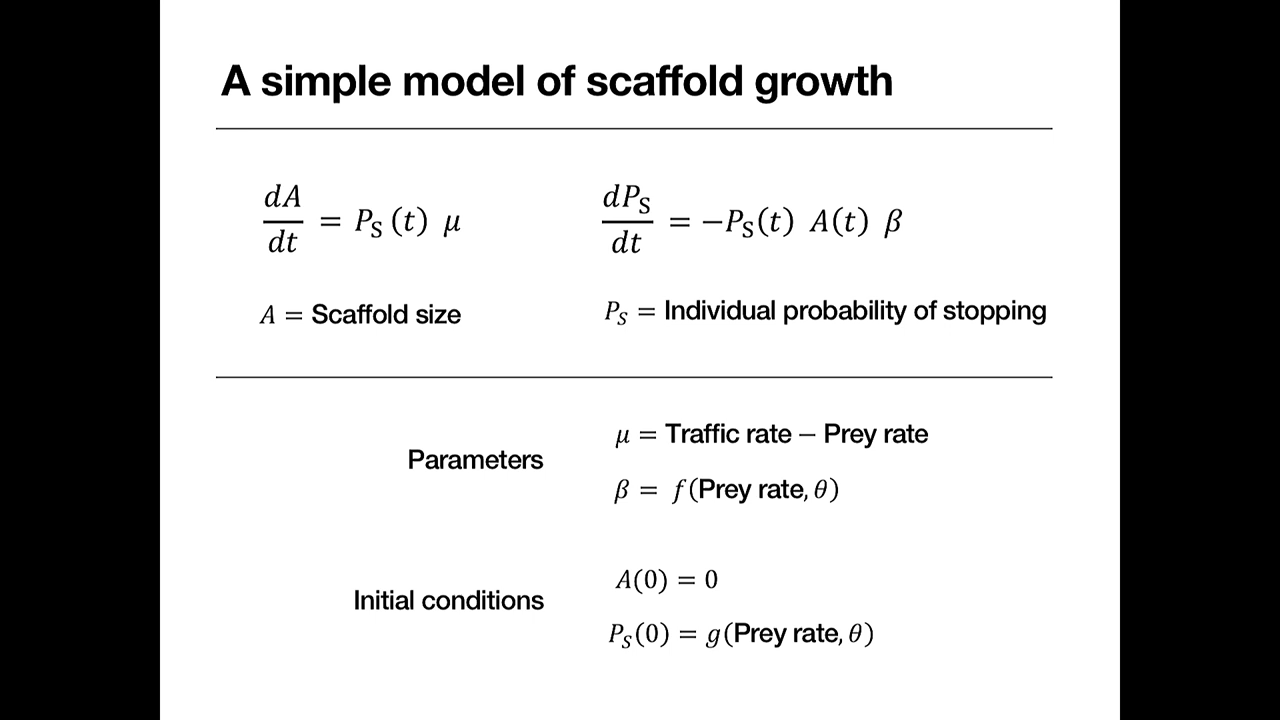 A simple model of scaffold growth
dA/dt = P_S (t) μ
dP_S/dt = −P_S(t) A(t) β
A = Scaffold size
P_S = Individual probability of stopping
Parameters
μ = Traffic rate − Prey rate
β = f(Prey rate, θ)
Initial conditions
A(0) = 0
P_S(0) = g(Prey rate, θ)